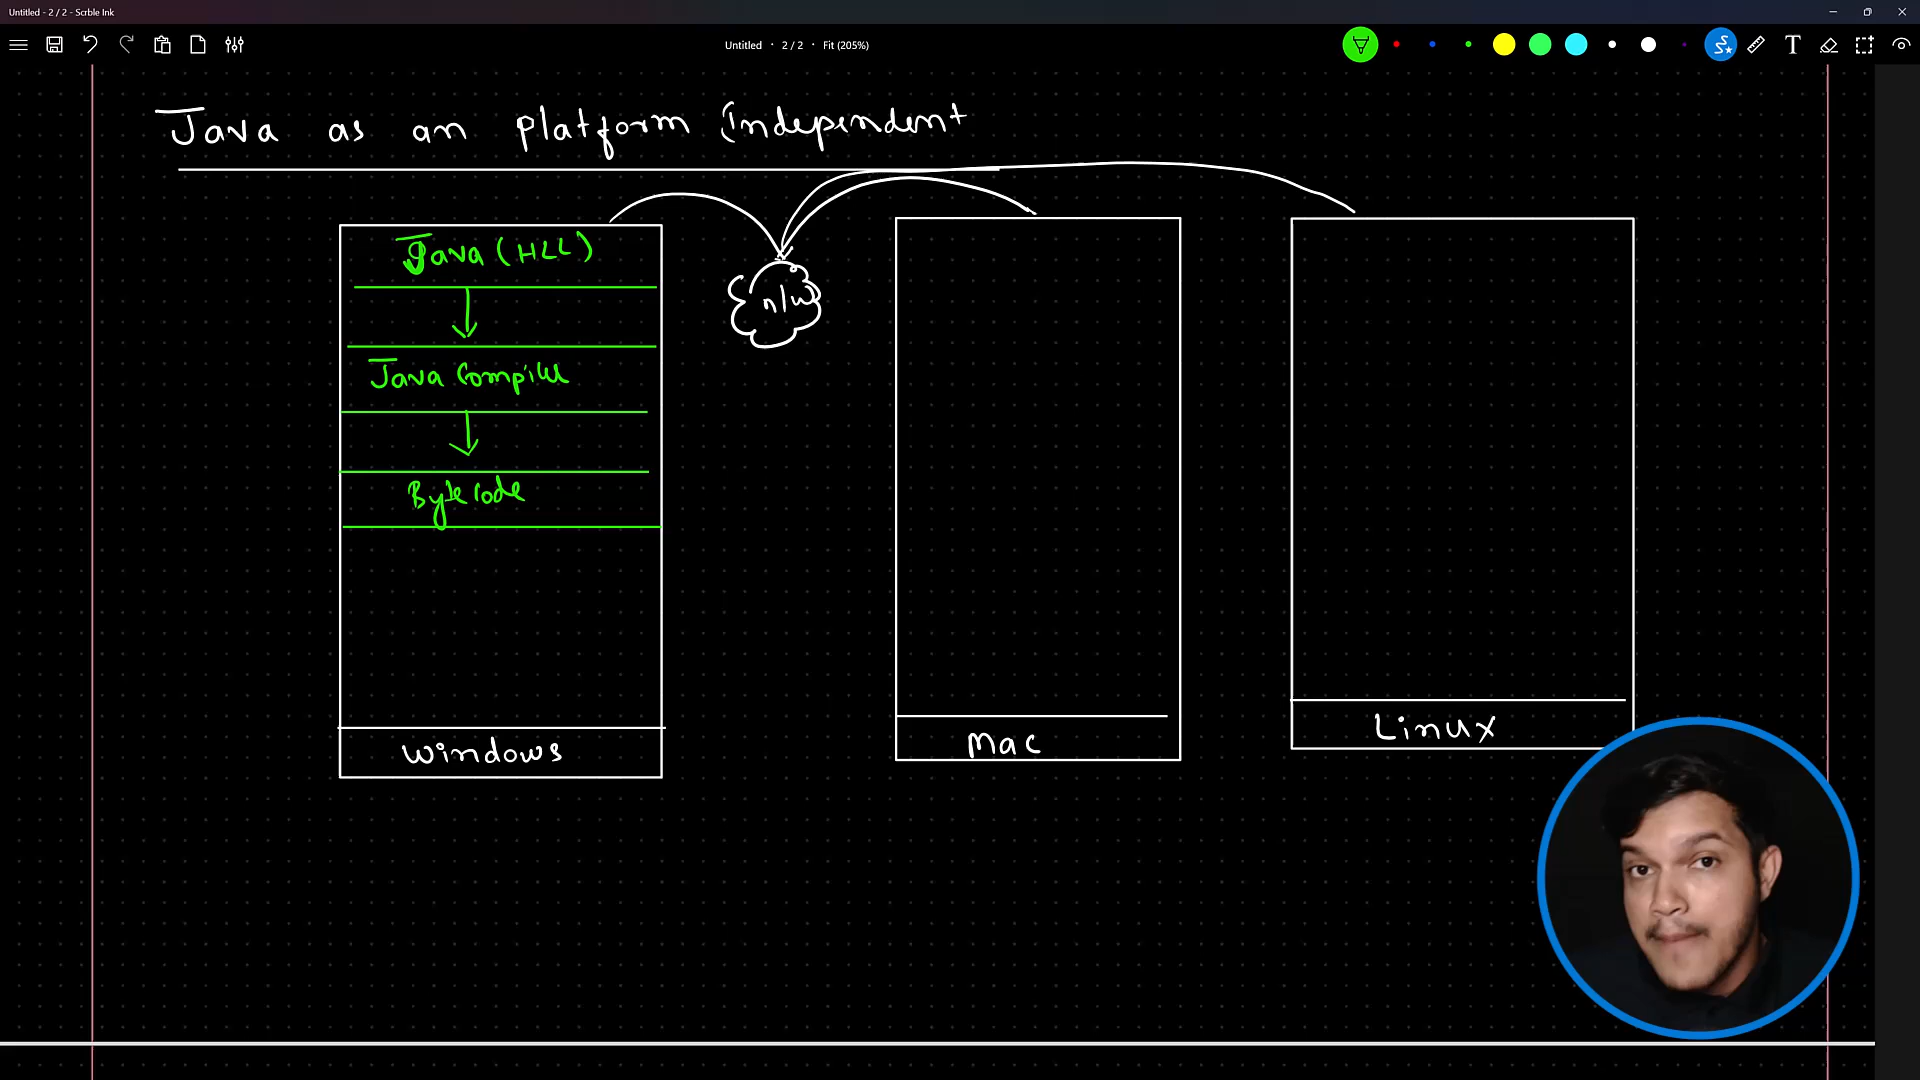 Untitled - 2 / 2 - Scrble Ink
Untitled · 2 / 2 · Fit (205%)
T
Java as an platform Independent
Java (HLL)
n/w
Java Compiler
Byte Code
Windows
Mac
Linux